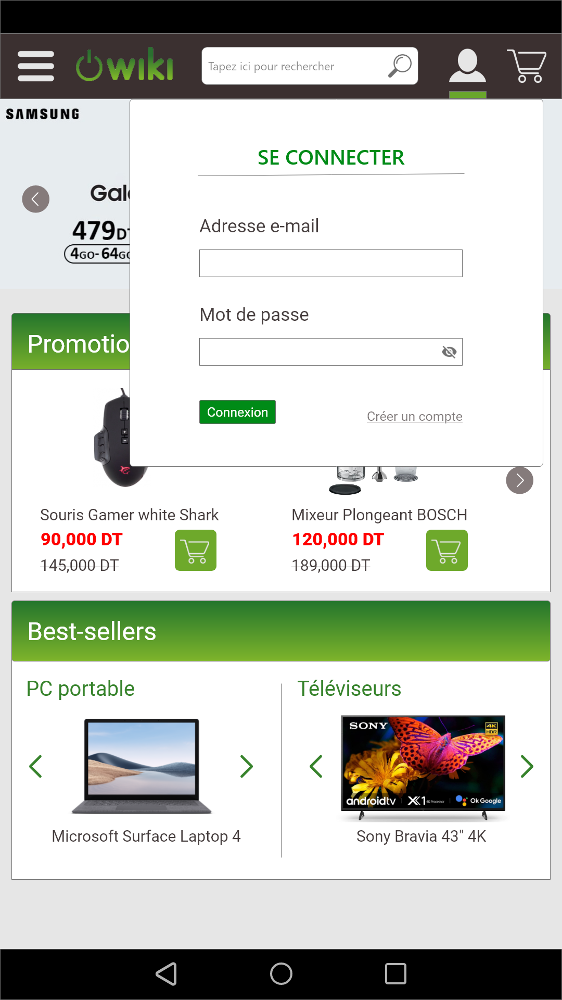 wiki
Tapez ici pour rechercher
SAMSUNG
SE CONNECTER
Gal
479DT
4GO-64GO
Adresse e-mail
Mot de passe
Promotio
Connexion
Créer un compte
Souris Gamer white Shark
90,000 DT
145,000 DT
Mixeur Plongeant BOSCH
120,000 DT
189,000 DT
Best-sellers
PC portable
Téléviseurs
SONY
4K
HDR
androidtv
X1 4K Processor
Ok Google
Microsoft Surface Laptop 4
Sony Bravia 43" 4K